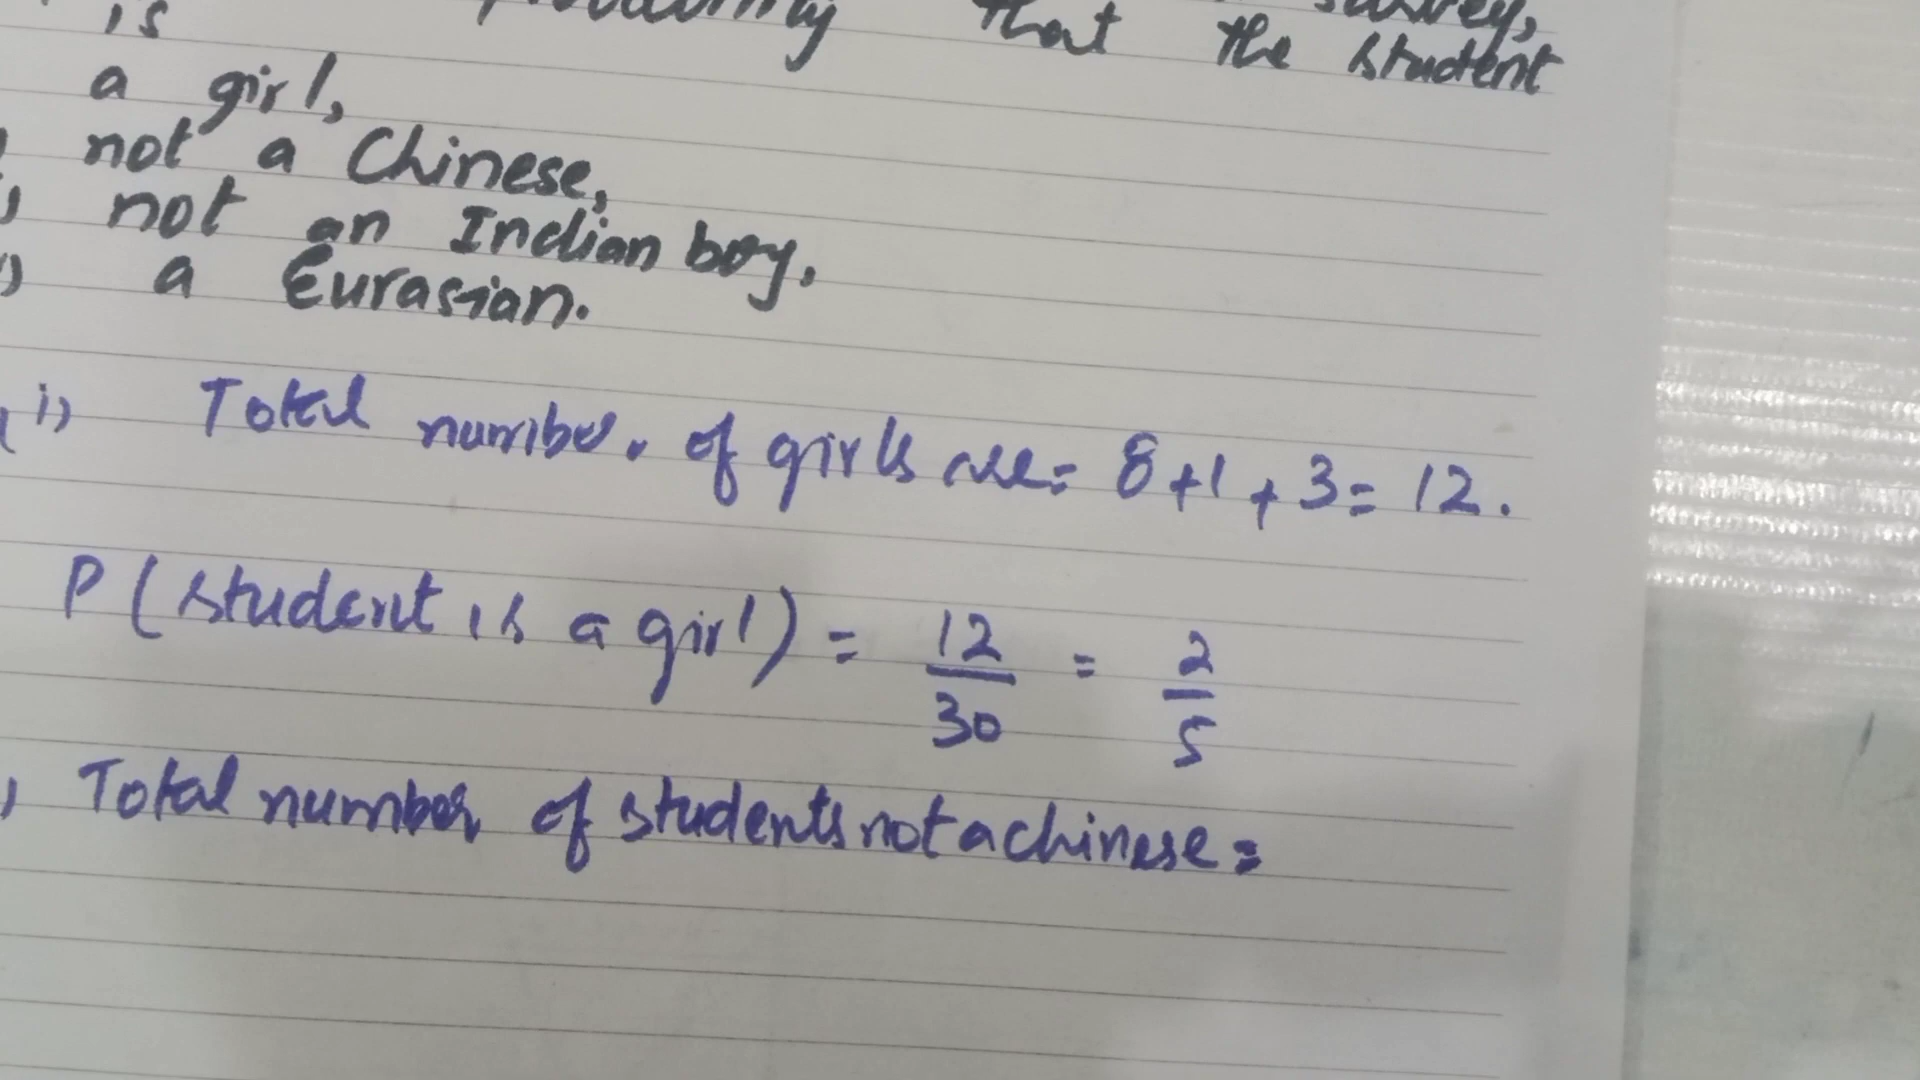 is that the student
a girl,
not a Chinese,
not an Indian boy.
a Eurasian.
i) Total number. of girls are = 8 + 1 + 3 = 12.
P ( student is a girl ) = 12/30 = 2/5
Total number of students not a chinese =